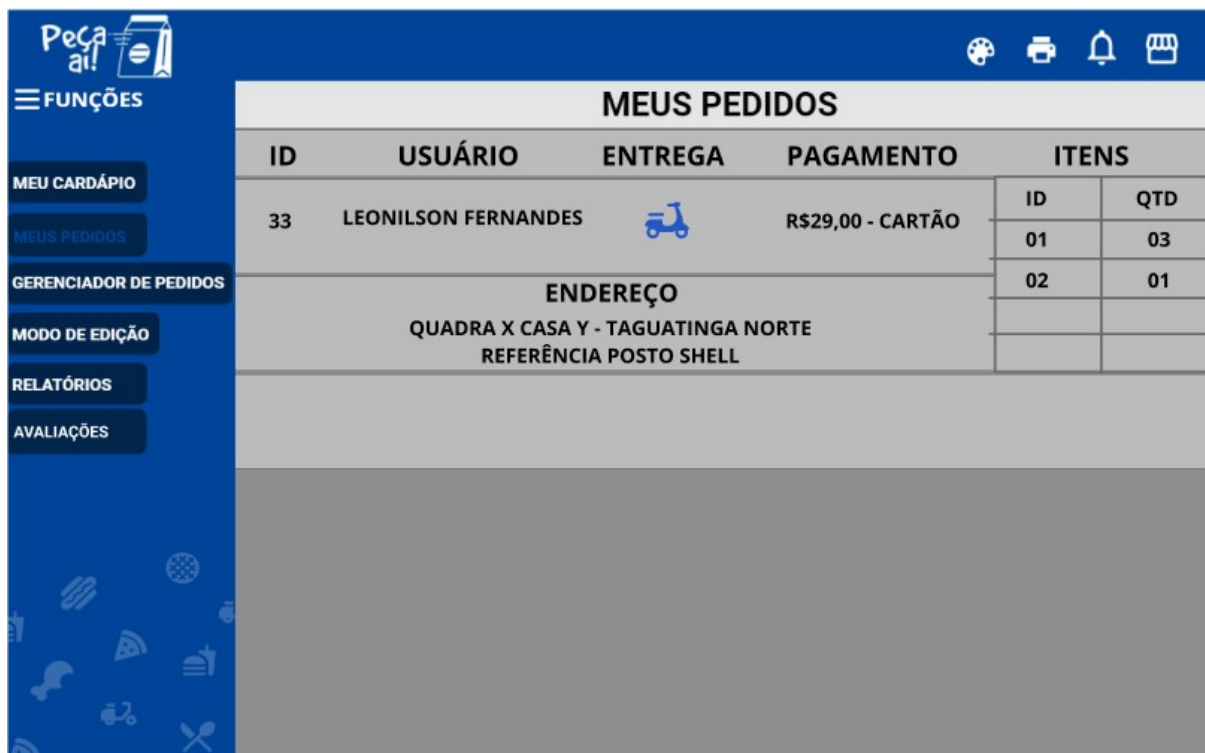 Peça
aí!
FUNÇÕES
MEU CARDÁPIO
MEUS PEDIDOS
GERENCIADOR DE PEDIDOS
MODO DE EDIÇÃO
RELATÓRIOS
AVALIAÇÕES
MEUS PEDIDOS
ID USUÁRIO ENTREGA PAGAMENTO ITENS
33 LEONILSON FERNANDES R$29,00 - CARTÃO
ID QTD
01 03
02 01
ENDEREÇO
QUADRA X CASA Y - TAGUATINGA NORTE
REFERÊNCIA POSTO SHELL